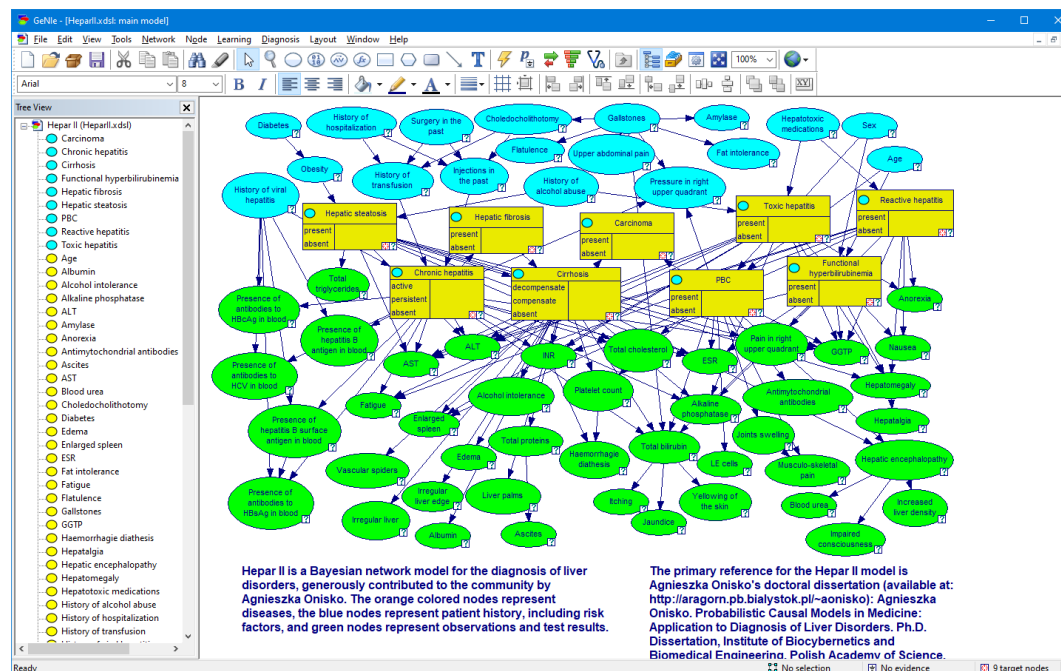 GeNIe - [HeparII.xdsl: main model]
File Edit View Tools Network Node Learning Diagnosis Layout Window Help
100%
Arial 8 B I A
Tree View
Hepar II (HeparII.xdsl)
Carcinoma
Chronic hepatitis
Cirrhosis
Functional hyperbilirubinemia
Hepatic fibrosis
Hepatic steatosis
PBC
Reactive hepatitis
Toxic hepatitis
Age
Albumin
Alcohol intolerance
Alkaline phosphatase
ALT
Amylase
Anorexia
Antimytochondrial antibodies
Ascites
AST
Blood urea
Choledocholithotomy
Diabetes
Edema
Enlarged spleen
ESR
Fat intolerance
Fatigue
Flatulence
Gallstones
GGTP
Haemorrhagie diathesis
Hepatalgia
Hepatic encephalopathy
Hepatomegaly
Hepatotoxic medications
History of alcohol abuse
History of hospitalization
History of transfusion
Diabetes
History of
hospitalization
Surgery in the
past
Choledocholithotomy
Gallstones
Amylase
Hepatotoxic
medications
Sex
Flatulence
Upper abdominal pain
Fat intolerance
Age
Obesity
History of viral
hepatitis
History of
transfusion
Injections in
the past
History of
alcohol abuse
Pressure in right
upper quadrant
Hepatic steatosis
present
absent
Hepatic fibrosis
present
absent
Carcinoma
present
absent
Toxic hepatitis
present
absent
Reactive hepatitis
present
absent
Chronic hepatitis
active
persistent
absent
Cirrhosis
decompensate
compensate
absent
PBC
present
absent
Functional
hyperbilirubinemia
present
absent
Total
triglycerides
Presence of
antibodies to
HBcAg in blood
Anorexia
Presence of
hepatitis B
antigen in blood
AST
ALT
INR
Total cholesterol
ESR
Pain in right
upper quadrant
GGTP
Nausea
Presence of
antibodies to
HCV in blood
Fatigue
Enlarged
spleen
Alcohol intolerance
Platelet count
Alkaline
phosphatase
Antimytochondrial
antibodies
Hepatomegaly
Hepatalgia
Presence of
hepatitis B surface
antigen in blood
Total proteins
Total bilirubin
Joints swelling
Vascular spiders
Edema
Haemorrhagie
diathesis
LE cells
Musculo-skeletal
pain
Hepatic encephalopathy
Presence of
antibodies to
HBsAg in blood
Irregular
liver edge
Liver palms
Itching
Yellowing of
the skin
Blood urea
Increased
liver density
Irregular liver
Albumin
Ascites
Jaundice
Impaired
consciousness
Hepar II is a Bayesian network model for the diagnosis of liver
disorders, generously contributed to the community by
Agnieszka Onisko. The orange colored nodes represent
diseases, the blue nodes represent patient history, including risk
factors, and green nodes represent observations and test results.
The primary reference for the Hepar II model is
Agnieszka Onisko's doctoral dissertation (available at:
http://aragorn.pb.bialystok.pl/~aonisko): Agnieszka
Onisko. Probabilistic Causal Models in Medicine:
Application to Diagnosis of Liver Disorders. Ph.D.
Dissertation, Institute of Biocybernetics and
Biomedical Engineering, Polish Academy of Science,
Ready
No selection
No evidence
9 target nodes